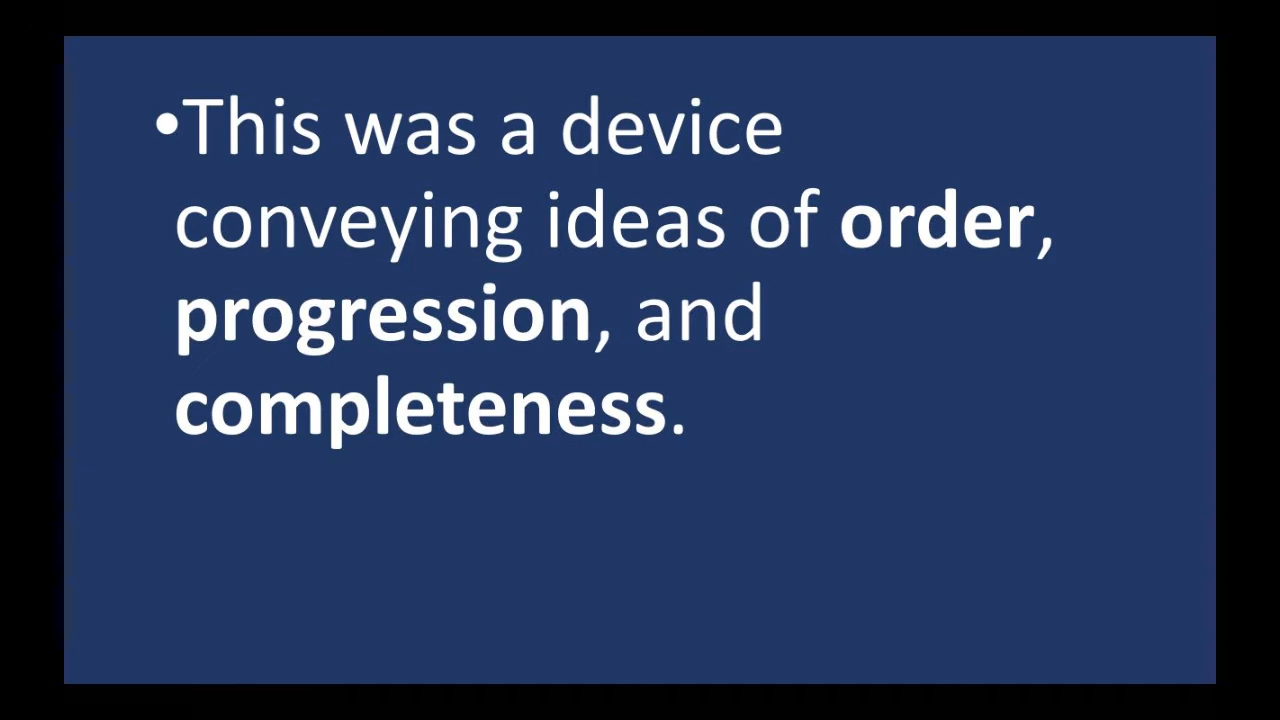 •This was a device
conveying ideas of order,
progression, and
completeness.